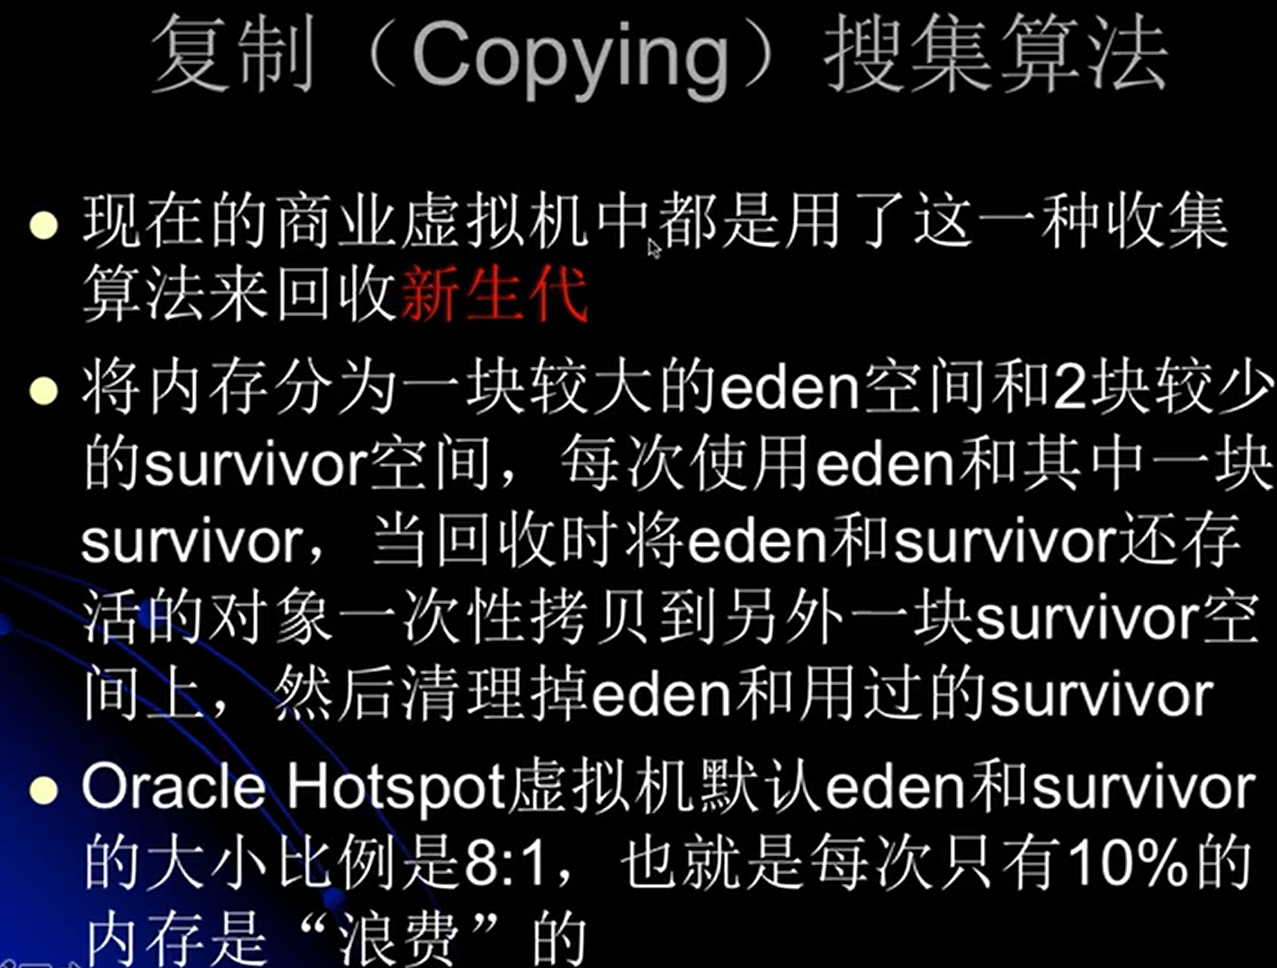 复制（Copying）搜集算法
现在的商业虚拟机中都是用了这一种收集
算法来回收新生代
将内存分为一块较大的eden空间和2块较少
的survivor空间，每次使用eden和其中一块
survivor，当回收时将eden和survivor还存
活的对象一次性拷贝到另外一块survivor空
间上，然后清理掉eden和用过的survivor
Oracle Hotspot虚拟机默认eden和survivor
的大小比例是8:1，也就是每次只有10%的
内存是“浪费”的